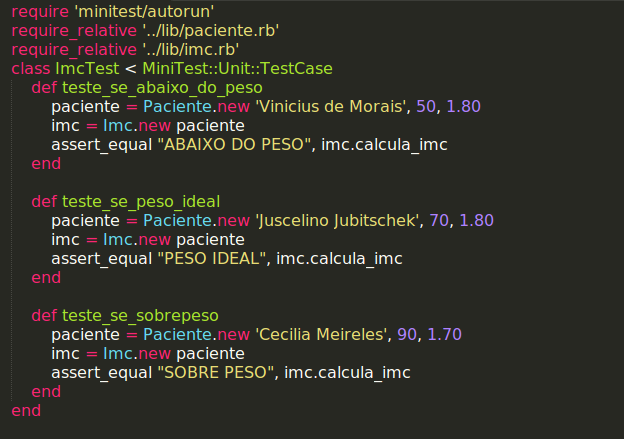 require 'minitest/autorun'
require_relative '../lib/paciente.rb'
require_relative '../lib/imc.rb'
class ImcTest < MiniTest::Unit::TestCase
def teste_se_abaixo_do_peso
paciente = Paciente.new 'Vinicius de Morais', 50, 1.80
imc = Imc.new paciente
assert_equal "ABAIXO DO PESO", imc.calcula_imc
end
def teste_se_peso_ideal
paciente = Paciente.new 'Juscelino Jubitschek', 70, 1.80
imc = Imc.new paciente
assert_equal "PESO IDEAL", imc.calcula_imc
end
def teste_se_sobrepeso
paciente = Paciente.new 'Cecilia Meireles', 90, 1.70
imc = Imc.new paciente
assert_equal "SOBRE PESO", imc.calcula_imc
end
end